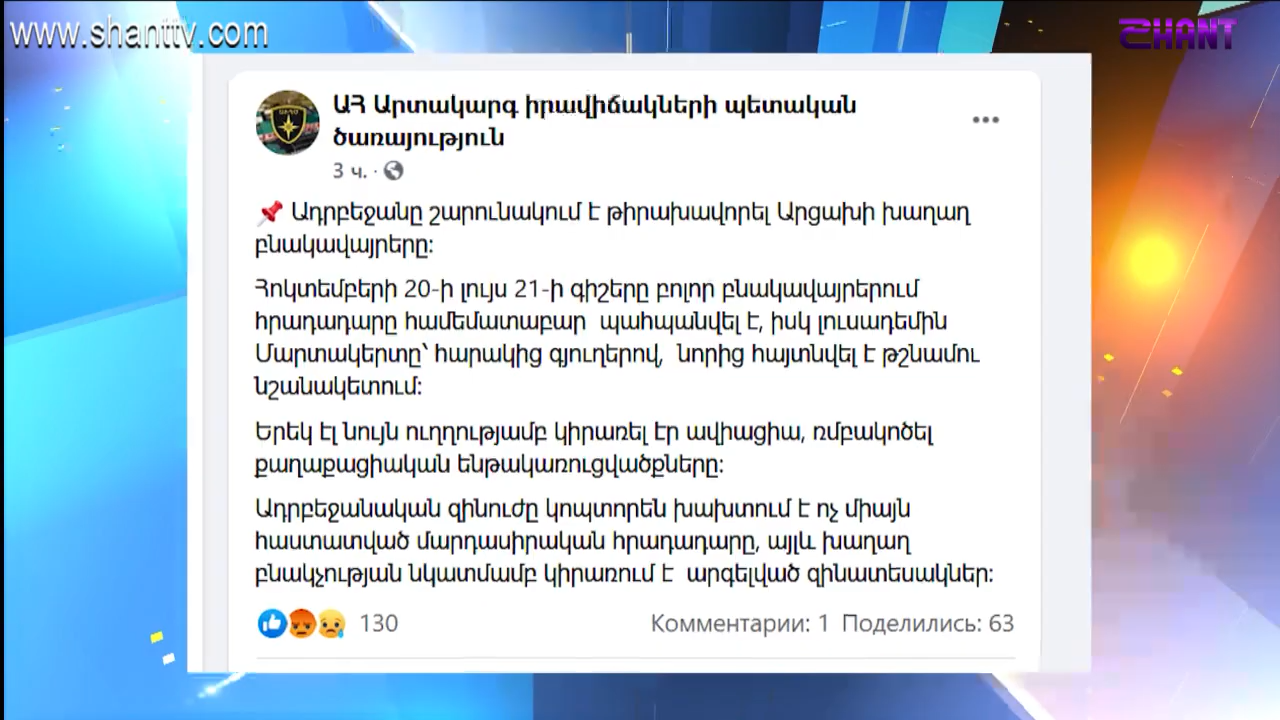 www.shanttv.com
SHANT
ԱՀ Արտակարգ իրավիճակների պետական
ծառայություն
3 ч. ·
Ադրբեջանը շարունակում է թիրախավորել Արցախի խաղաղ
բնակավայրերը:
Հոկտեմբերի 20-ի լույս 21-ի գիշերը բոլոր բնակավայրերում
հրադադարը համեմատաբար պահպանվել է, իսկ լուսադեմին
Մարտակերտը՝ հարակից գյուղերով, նորից հայտնվել է թշնամու
նշանակետում:
Երեկ էլ նույն ուղղությամբ կիրառել էր ավիացիա, ռմբակոծել
քաղաքացիական ենթակառուցվածքները:
Ադրբեջանական զինուժը կոպտորեն խախտում է ոչ միայն
հաստատված մարդասիրական հրադադարը, այլև խաղաղ
բնակչության նկատմամբ կիրառում է արգելված զինատեսակներ:
130
Комментарии: 1 Поделились: 63